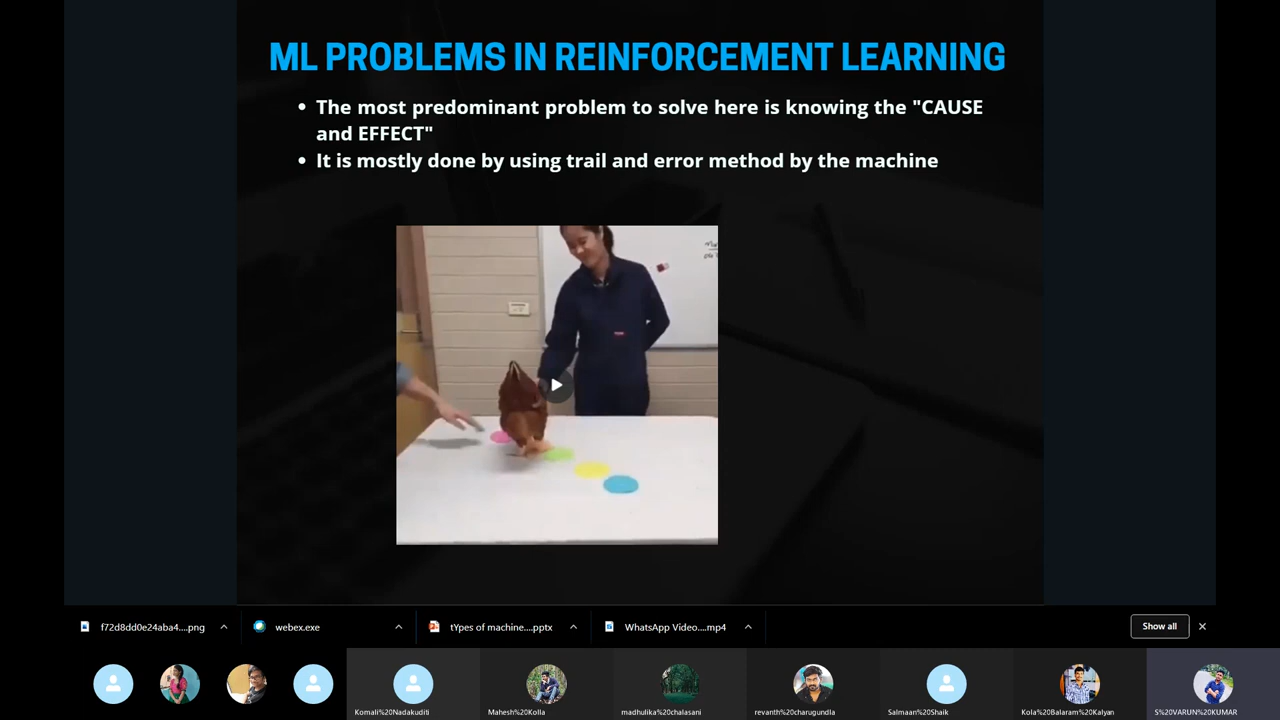 ML PROBLEMS IN REINFORCEMENT LEARNING
• The most predominant problem to solve here is knowing the "CAUSE
and EFFECT"
• It is mostly done by using trail and error method by the machine
f72d8dd0e24aba4....png
webex.exe
tYpes of machine....pptx
WhatsApp Video....mp4
Show all
Komali%20Nadakuditi
Mahesh%20Kolla
madhulika%20chalasani
revanth%20charugundla
Salmaan%20Shaik
Kola%20Balaram%20Kalyan
S%20VARUN%20KUMAR